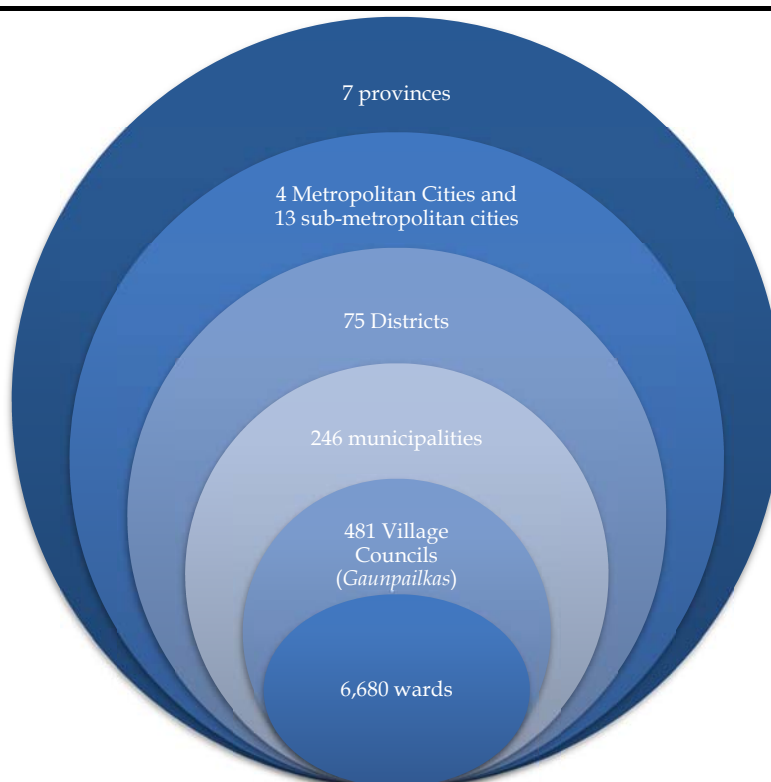 7 provinces
4 Metropolitan Cities and
13 sub-metropolitan cities
75 Districts
246 municipalities
481 Village
Councils
(Gaunpailkas)
6,680 wards